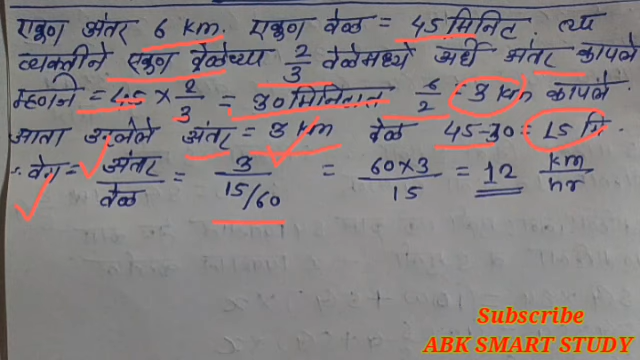 एकूण अंतर 6 km. एकूण वेळ = 45 मिनिट. त्या
व्यक्तीने एकूण वेळेच्या 2/3 वेळेमध्ये अर्धे अंतर कापले
म्हणजे = 45 × 2/3 = 30 मिनिटात 6/2 = 3 km कापले
आता उरलेले अंतर = 3 km वेळ 45-30 = 15 मि
∴ वेग = अंतर/वेळ = 3/15/60 = 60×3/15 = 12 km/hr
Subscribe
ABK SMART STUDY